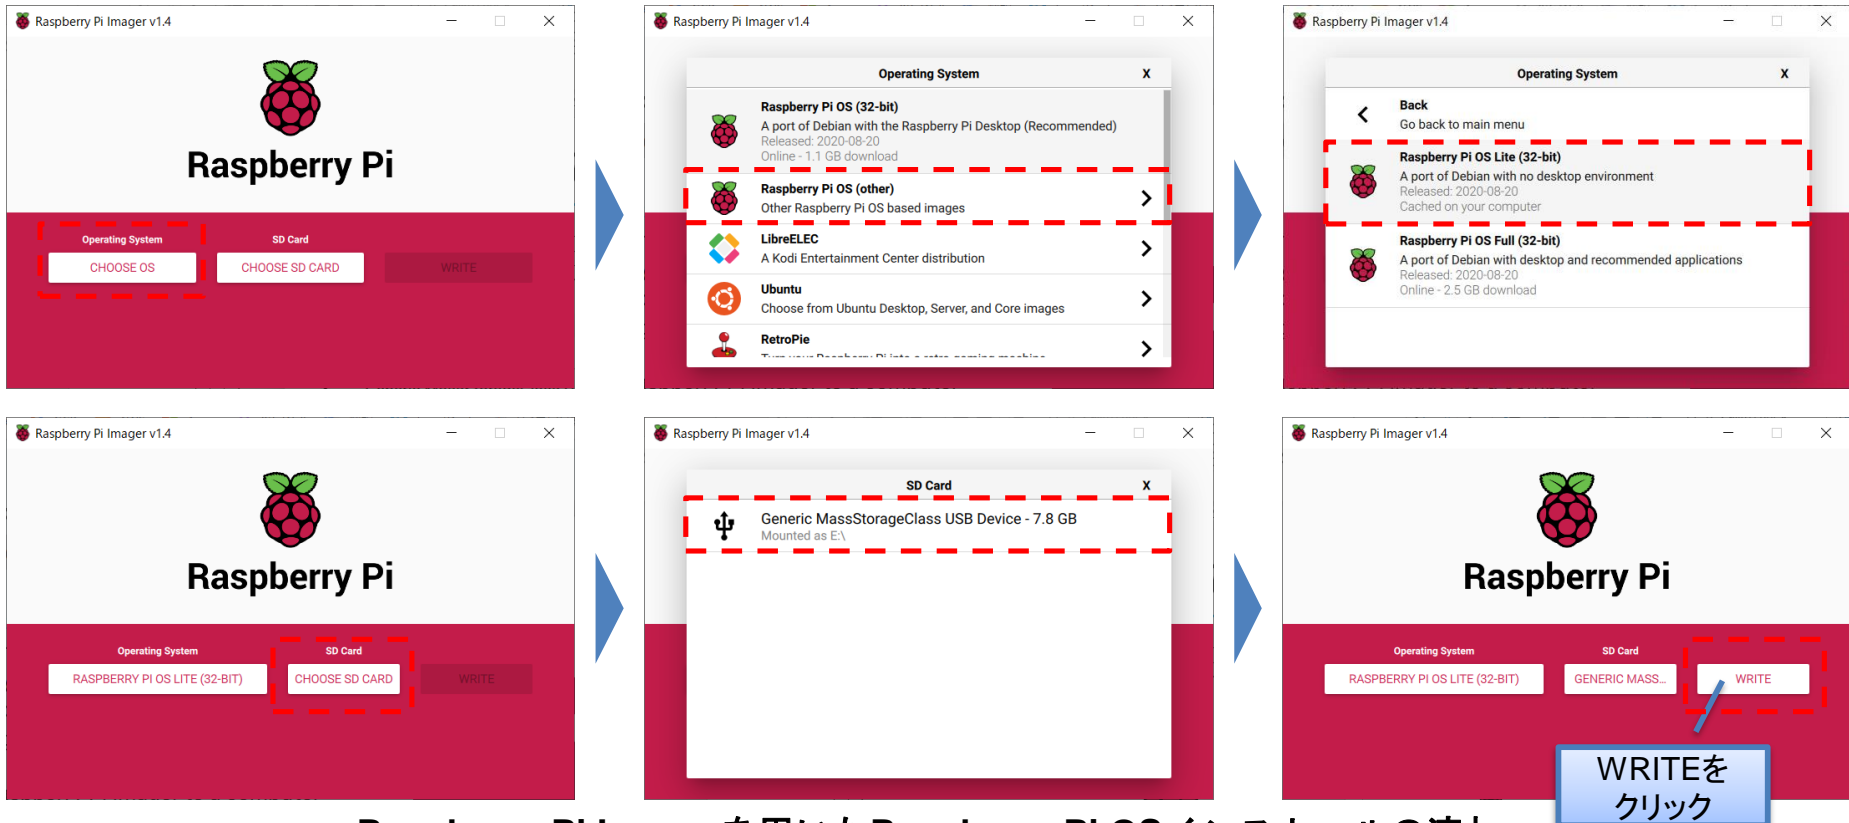 Raspberry Pi Imager v1.4
Raspberry Pi
Operating System
SD Card
CHOOSE OS
CHOOSE SD CARD
WRITE
Raspberry Pi Imager v1.4
Operating System
X
Raspberry Pi OS (32-bit)
A port of Debian with the Raspberry Pi Desktop (Recommended)
Released: 2020-08-20
Online - 1.1 GB download
Raspberry Pi OS (other)
Other Raspberry Pi OS based images
LibreELEC
A Kodi Entertainment Center distribution
Ubuntu
Choose from Ubuntu Desktop, Server, and Core images
RetroPie
Raspberry Pi Imager v1.4
Operating System
X
Back
Go back to main menu
Raspberry Pi OS Lite (32-bit)
A port of Debian with no desktop environment
Released: 2020-08-20
Cached on your computer
Raspberry Pi OS Full (32-bit)
A port of Debian with desktop and recommended applications
Released: 2020-08-20
Online - 2.5 GB download
Raspberry Pi Imager v1.4
Raspberry Pi
Operating System
SD Card
RASPBERRY PI OS LITE (32-BIT)
CHOOSE SD CARD
WRITE
Raspberry Pi Imager v1.4
SD Card
X
Generic MassStorageClass USB Device - 7.8 GB
Mounted as E:\
Raspberry Pi Imager v1.4
Raspberry Pi
Operating System
SD Card
RASPBERRY PI OS LITE (32-BIT)
GENERIC MASS...
WRITE
WRITEを
クリック